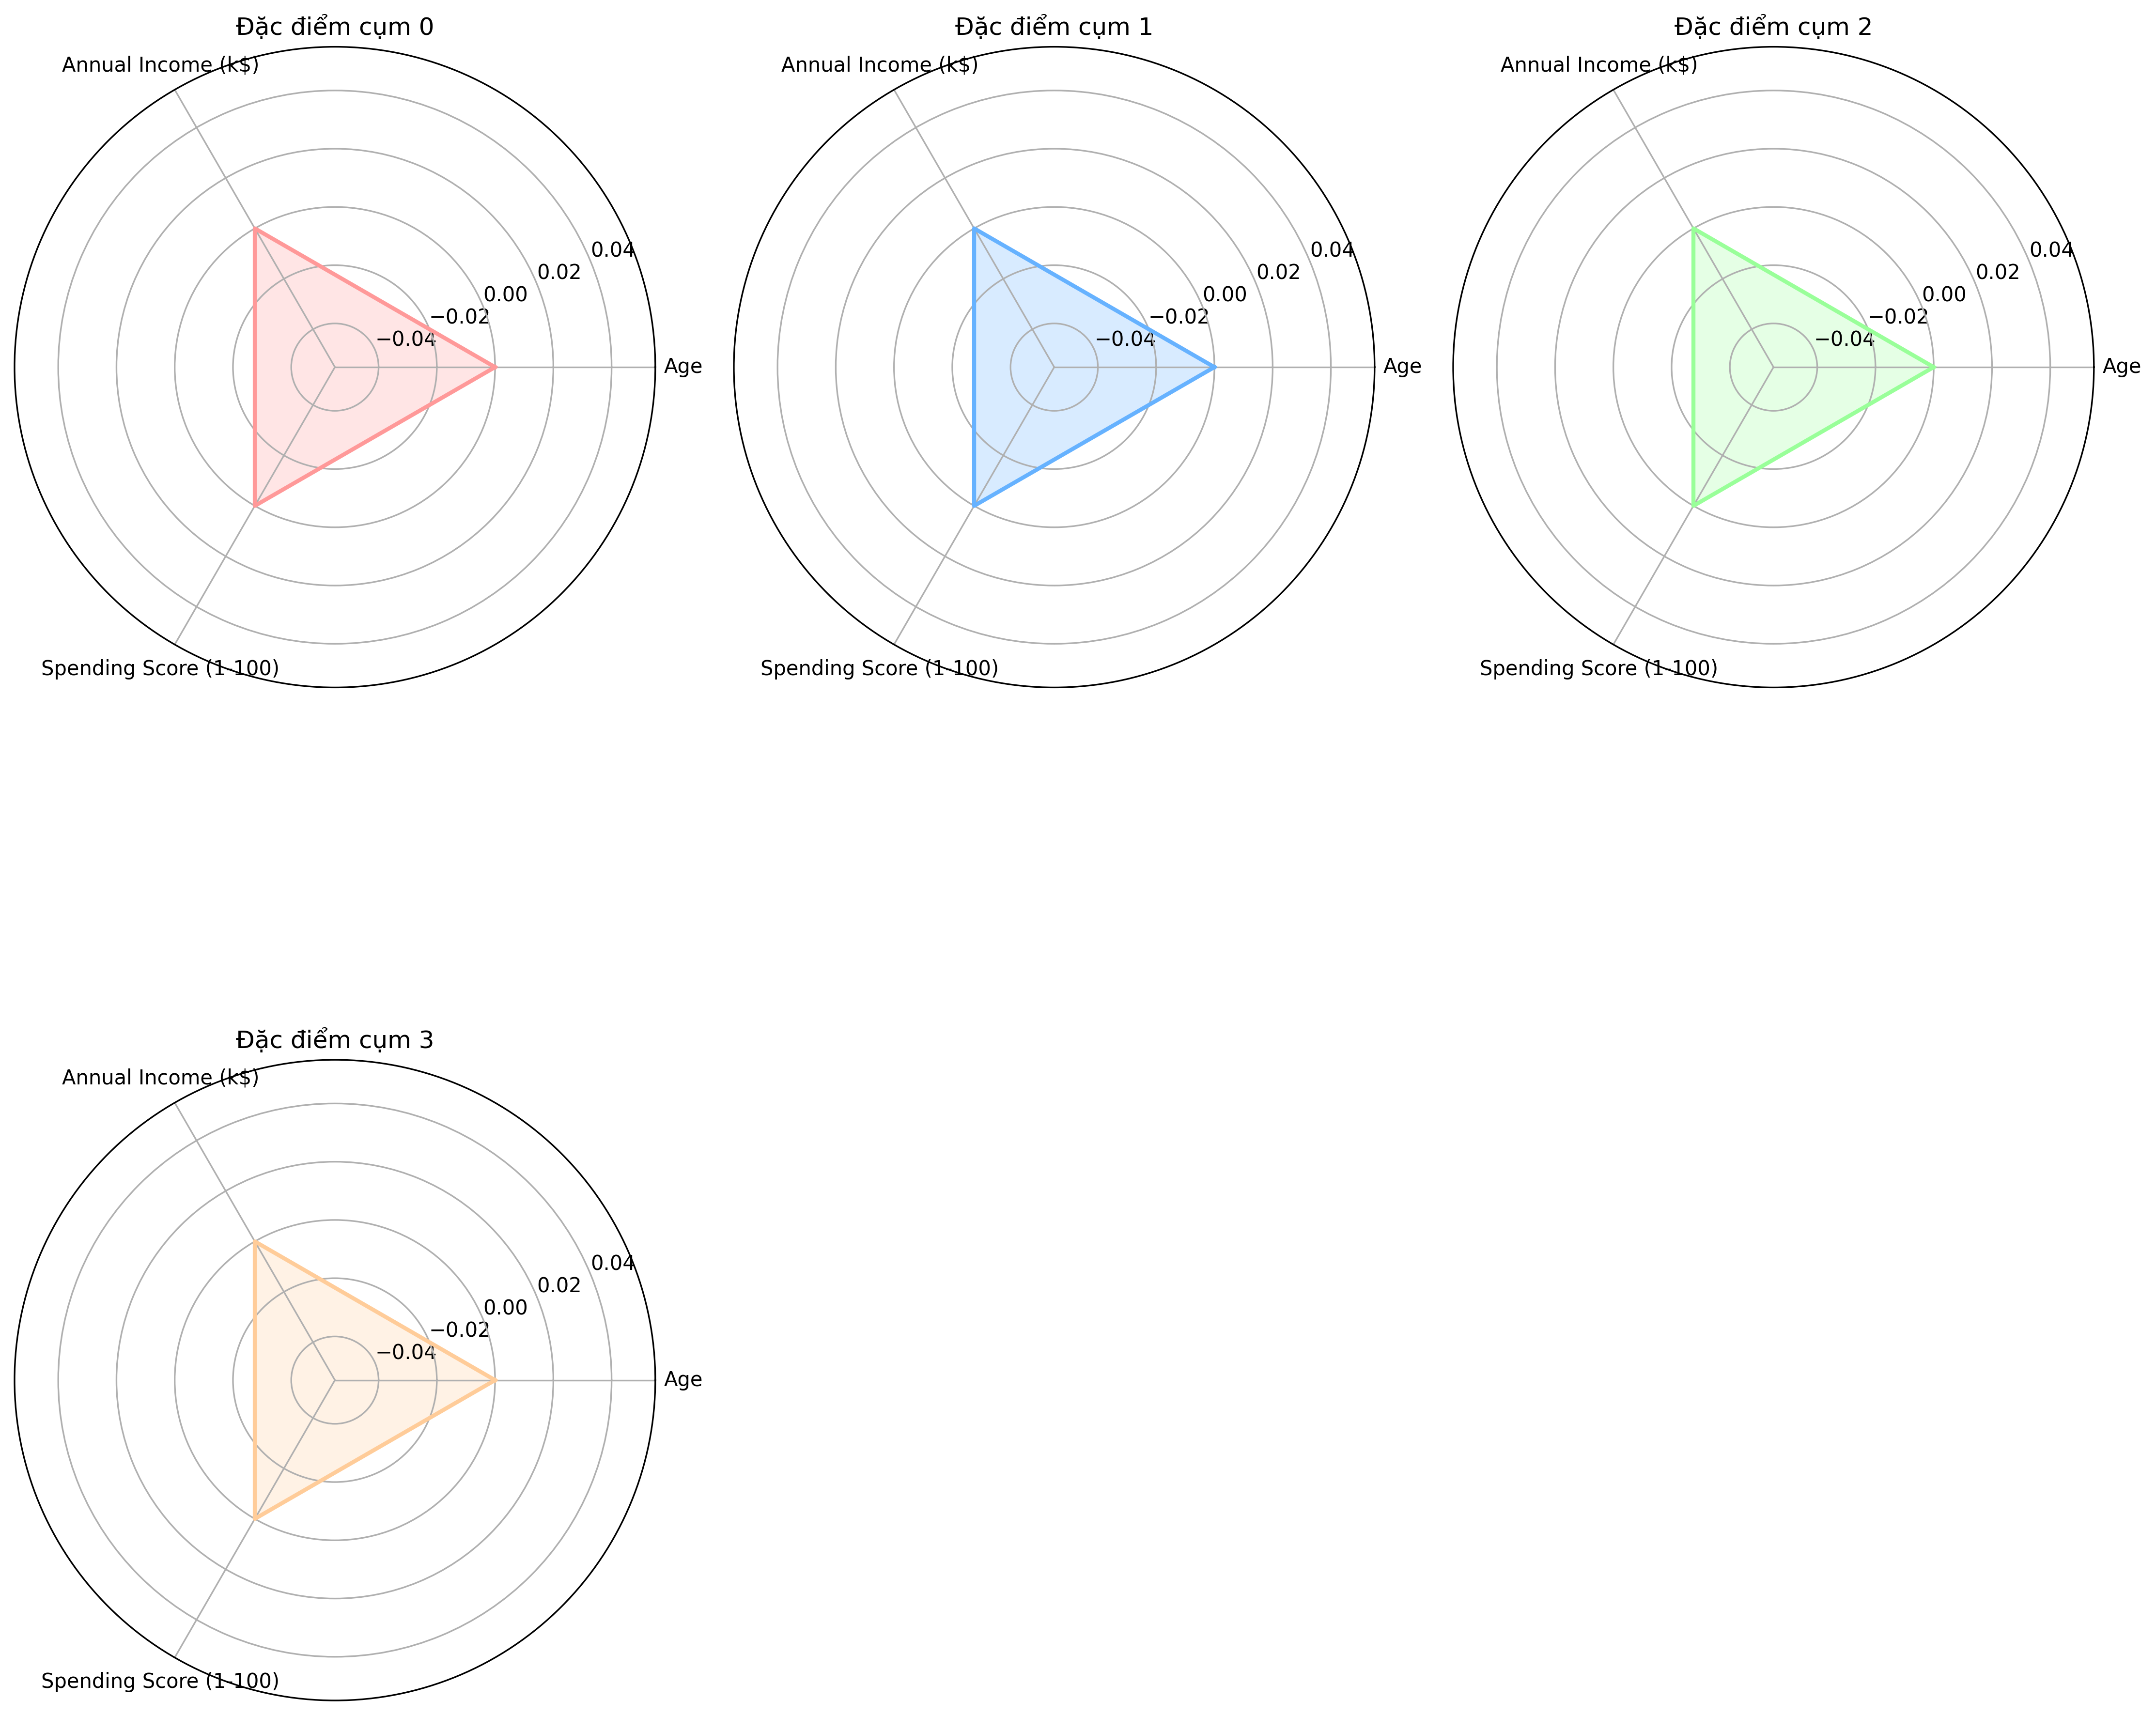 Đặc điểm cụm 0
Annual Income (k$)
0.04
0.02
0.00
−0.02
−0.04
Age
Spending Score (1-100)
Đặc điểm cụm 1
Annual Income (k$)
0.04
0.02
0.00
−0.02
−0.04
Age
Spending Score (1-100)
Đặc điểm cụm 2
Annual Income (k$)
0.04
0.02
0.00
−0.02
−0.04
Age
Spending Score (1-100)
Đặc điểm cụm 3
Annual Income (k$)
0.04
0.02
0.00
−0.02
−0.04
Age
Spending Score (1-100)